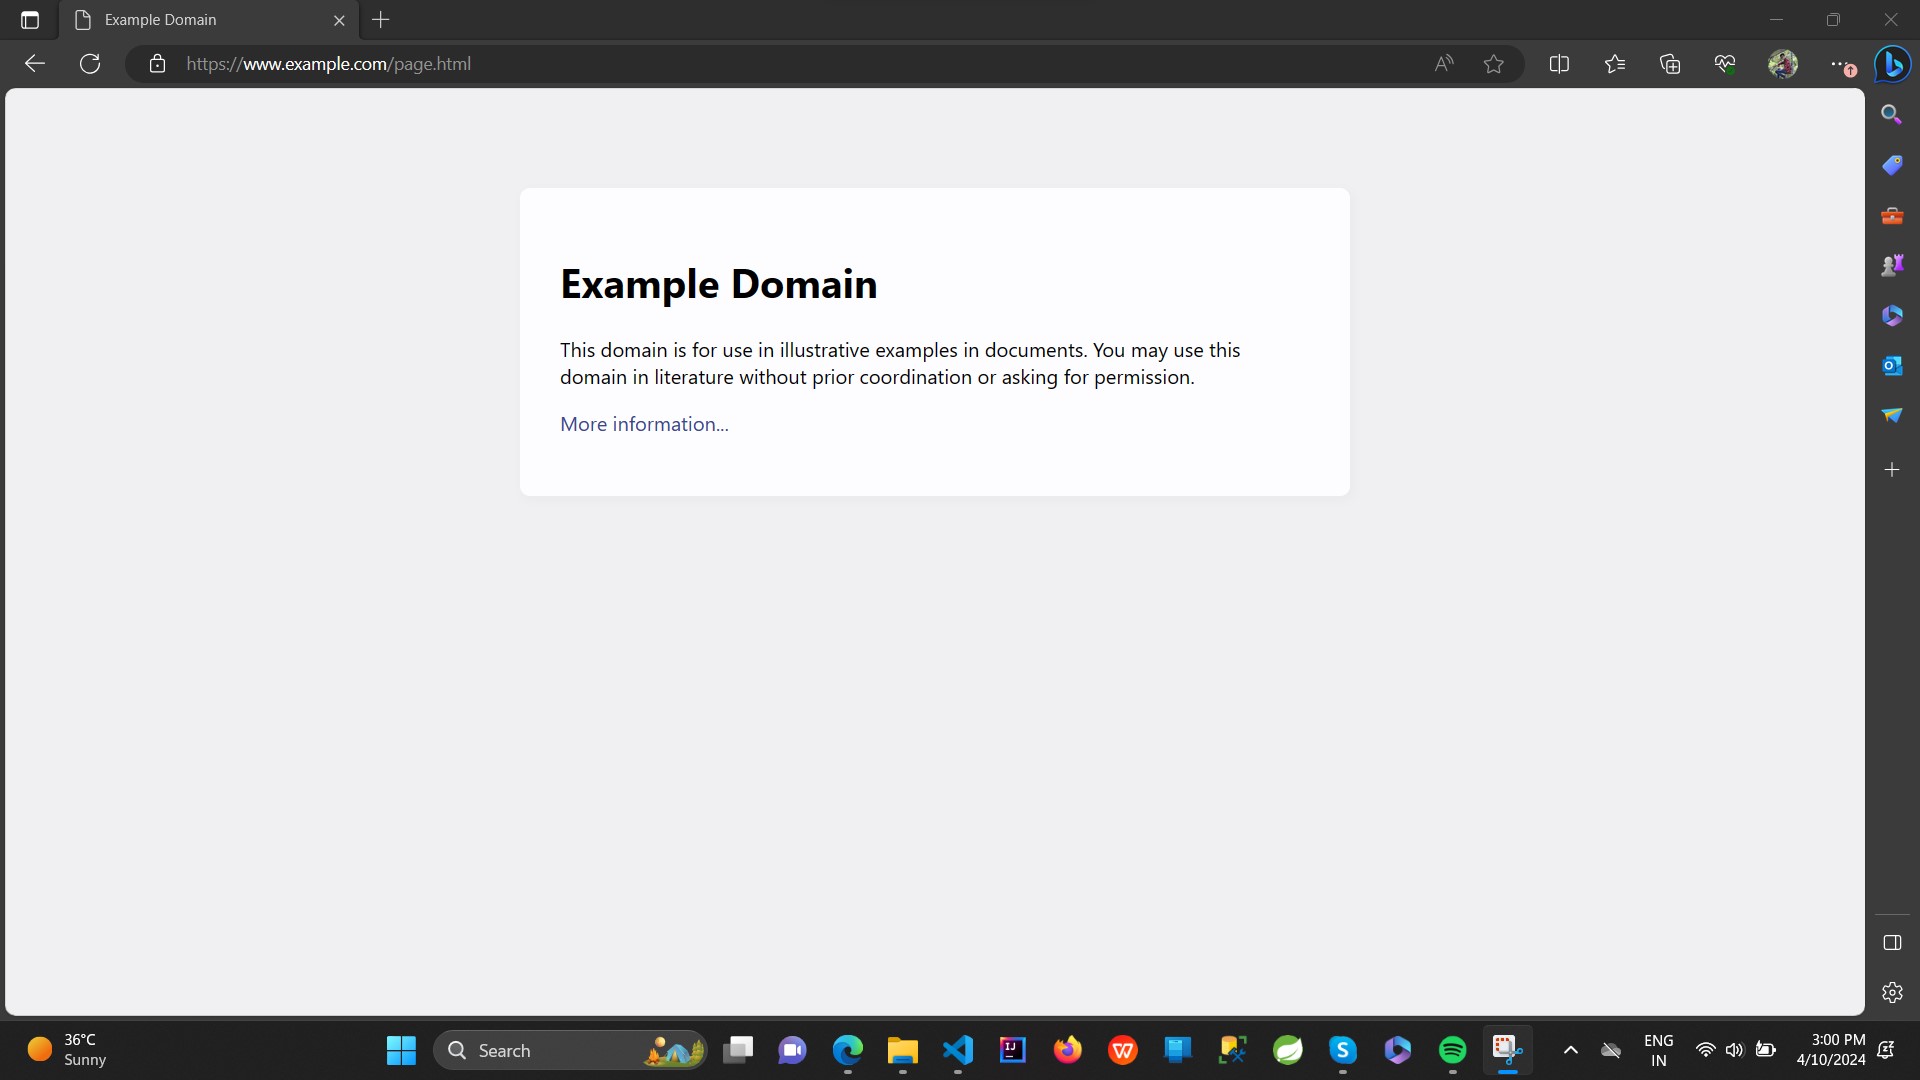 Example Domain
https://www.example.com/page.html
Example Domain
This domain is for use in illustrative examples in documents. You may use this
domain in literature without prior coordination or asking for permission.
More information...
36°C
Sunny
Search
ENG
IN
3:00 PM
4/10/2024